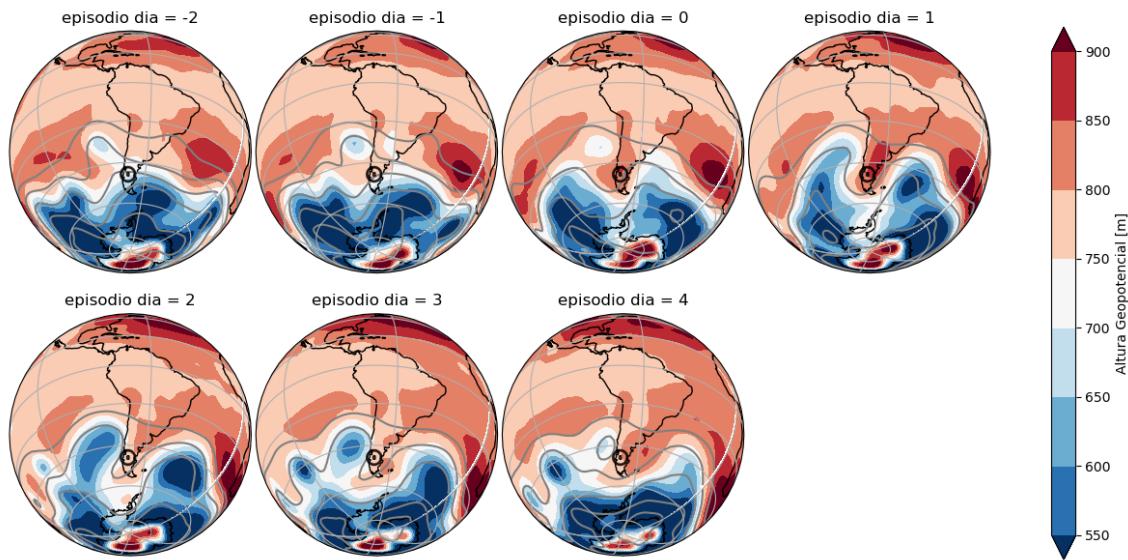 episodio dia = -2
episodio dia = -1
episodio dia = 0
episodio dia = 1
episodio dia = 2
episodio dia = 3
episodio dia = 4
900
850
800
750
700
650
600
550
Altura Geopotencial [m]